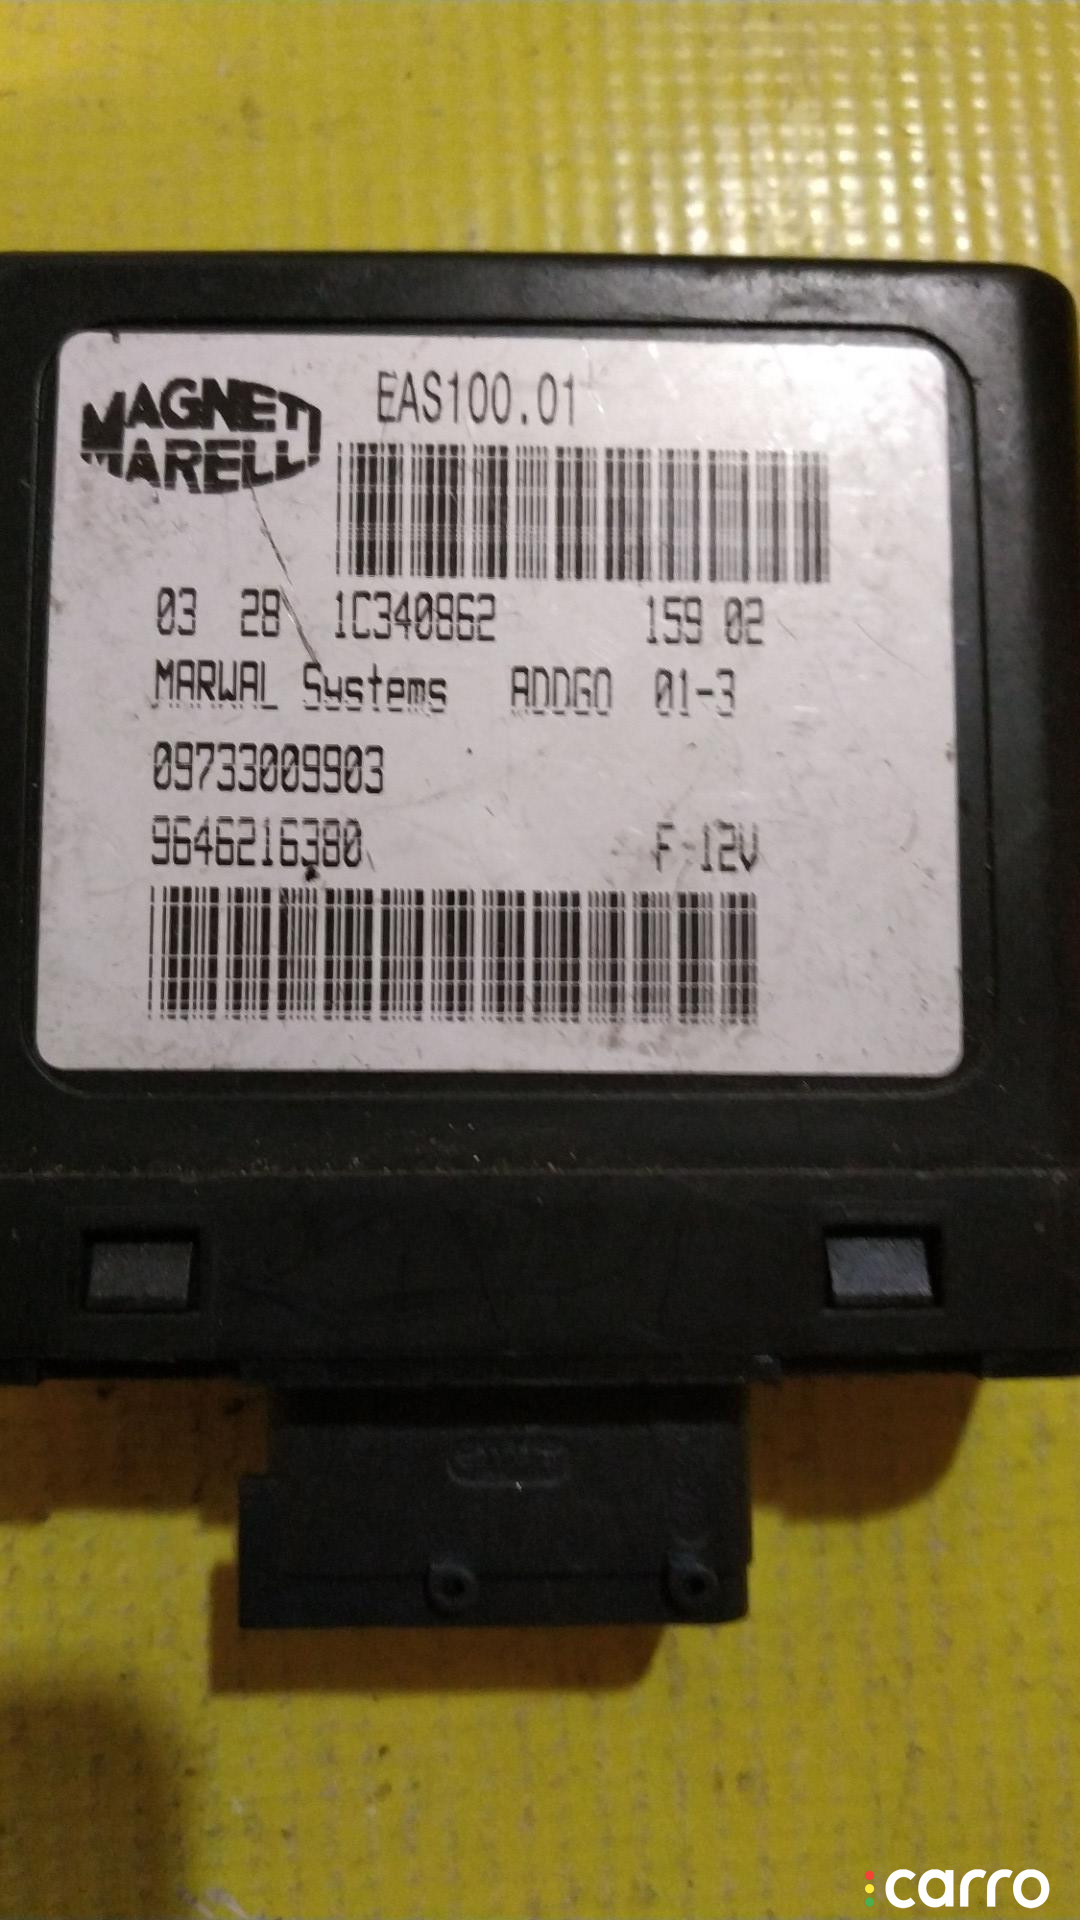 MAGNETI
MARELLI
EAS100.01
03 28 1C340862 159 02
MARWAL Systems ADDGO 01-3
09733009903
9646216380 F 12V
carro